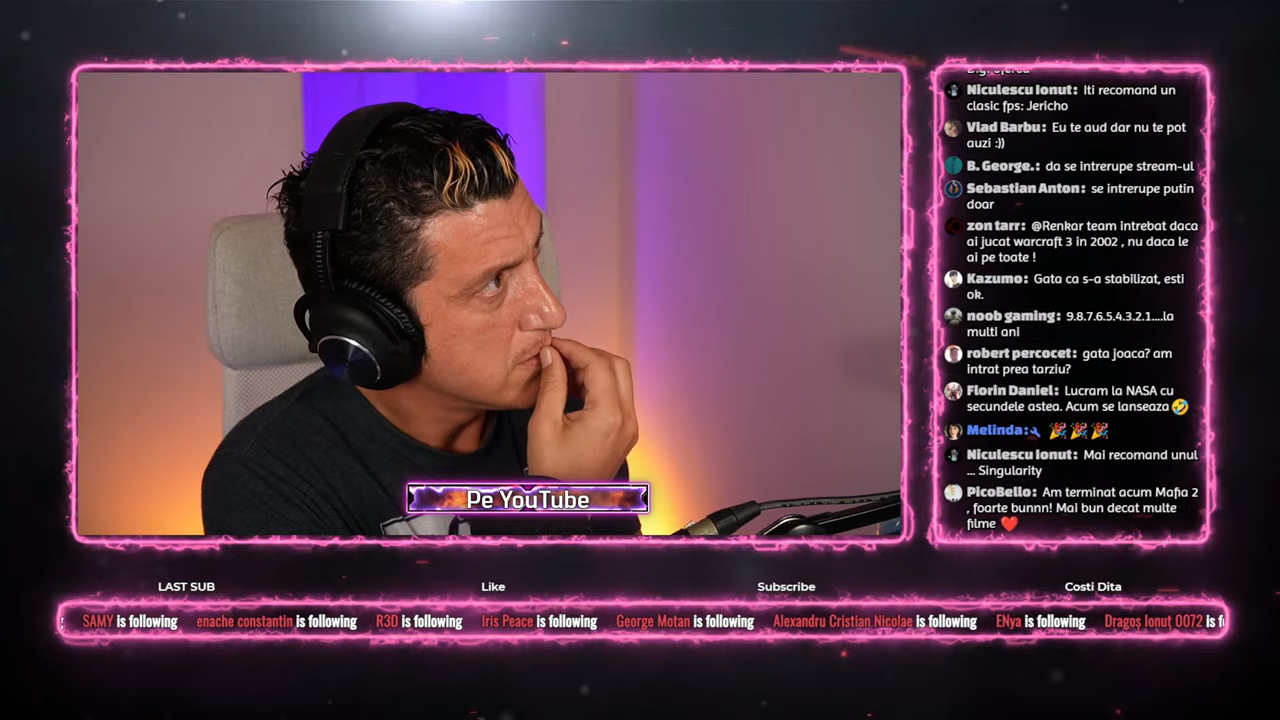 Niculescu Ionut: Iti recomand un
clasic fps: Jericho
Vlad Barbu: Eu te aud dar nu te pot
auzi :))
B. George.: da se intrerupe stream-ul
Sebastian Anton: se intrerupe putin
doar
zon tarr: @Renkar team intrebat daca
ai jucat warcraft 3 in 2002 , nu daca le
ai pe toate !
Kazumo: Gata ca s-a stabilizat, esti
ok.
noob gaming: 9.8.7.6.5.4.3.2.1....la
multi ani
robert percocet: gata joaca? am
intrat prea tarziu?
Florin Daniel: Lucram la NASA cu
secundele astea. Acum se lanseaza 🤣
Melinda:🔧 🎉 🎉 🎉
Niculescu Ionut: Mai recomand unul
... Singularity
PicoBello: Am terminat acum Mafia 2
, foarte bunnn! Mai bun decat multe
filme ❤️
Pe YouTube
LAST SUB Like Subscribe Costi Dita
SAMY is following enache constantin is following R3D is following Iris Peace is following George Motan is following Alexandru Cristian Nicolae is following ENya is following Dragoș Ionuț 0072 is